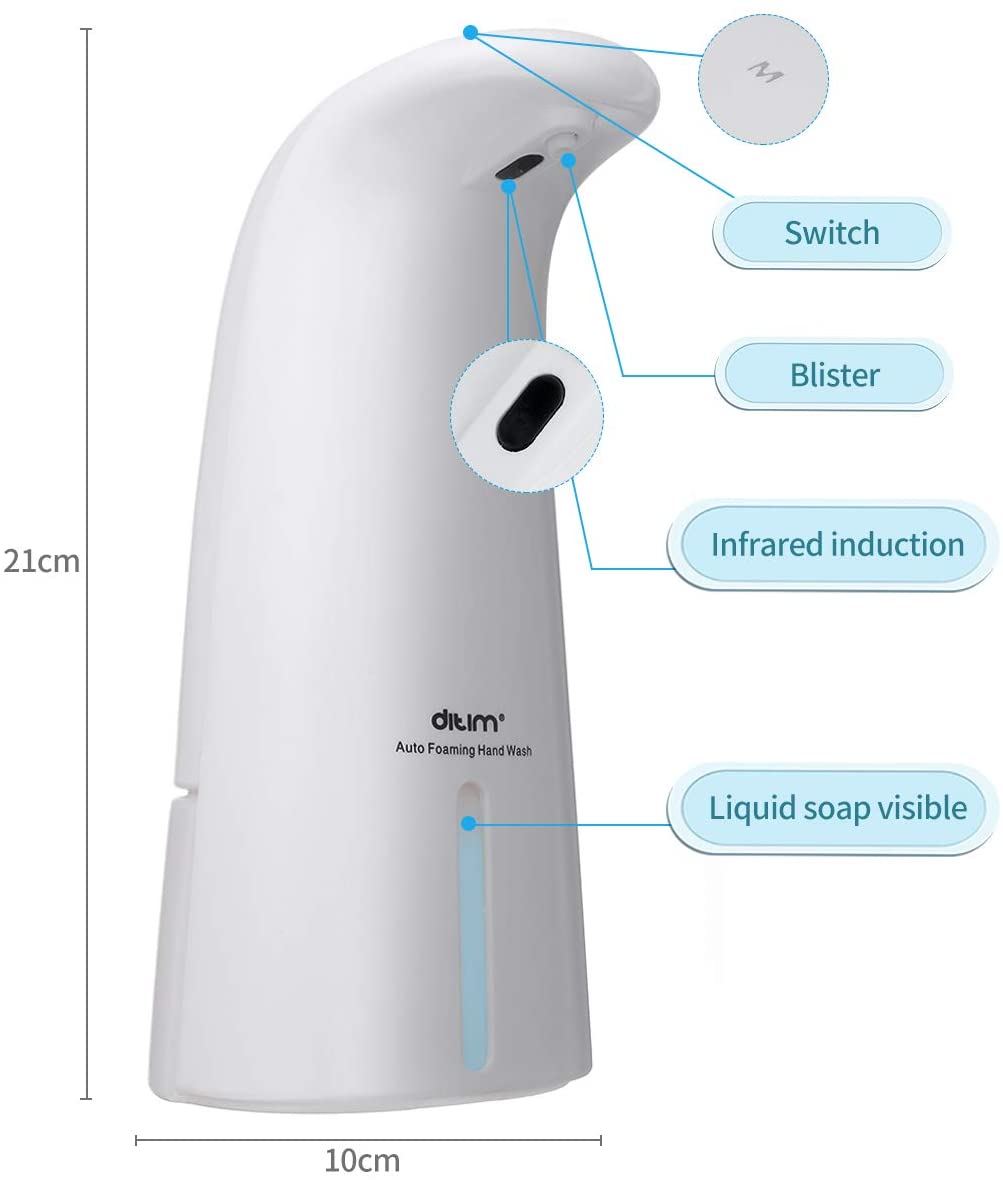 M
Switch
Blister
21cm
Infrared induction
ditim®
Auto Foaming Hand Wash
Liquid soap visible
10cm